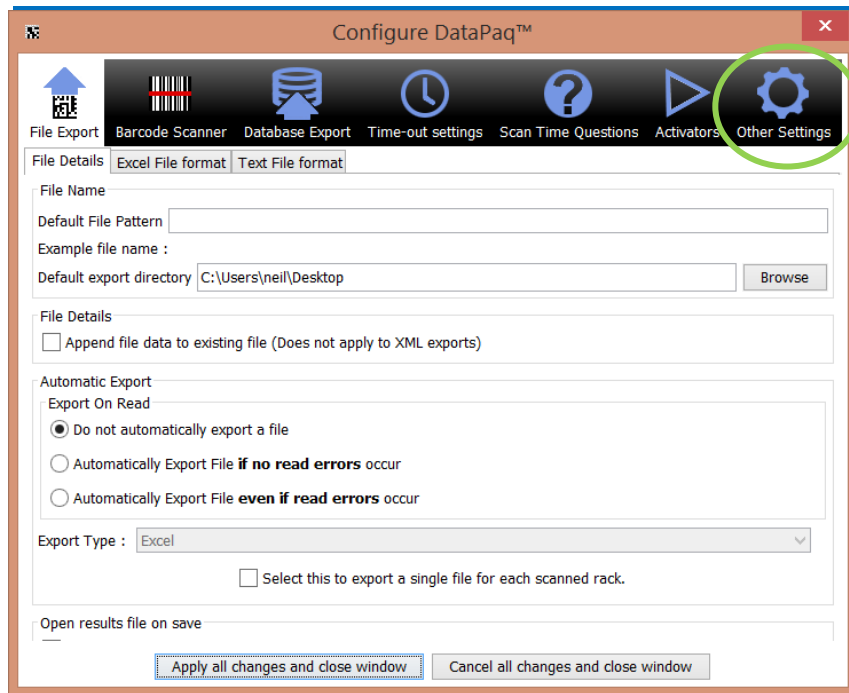 Configure DataPaq™
File Export Barcode Scanner Database Export Time-out settings Scan Time Questions Activators Other Settings
File Details Excel File format Text File format
File Name
Default File Pattern
Example file name :
Default export directory C:\Users\neil\Desktop Browse
File Details
Append file data to existing file (Does not apply to XML exports)
Automatic Export
Export On Read
Do not automatically export a file
Automatically Export File if no read errors occur
Automatically Export File even if read errors occur
Export Type : Excel
Select this to export a single file for each scanned rack.
Open results file on save
Apply all changes and close window Cancel all changes and close window